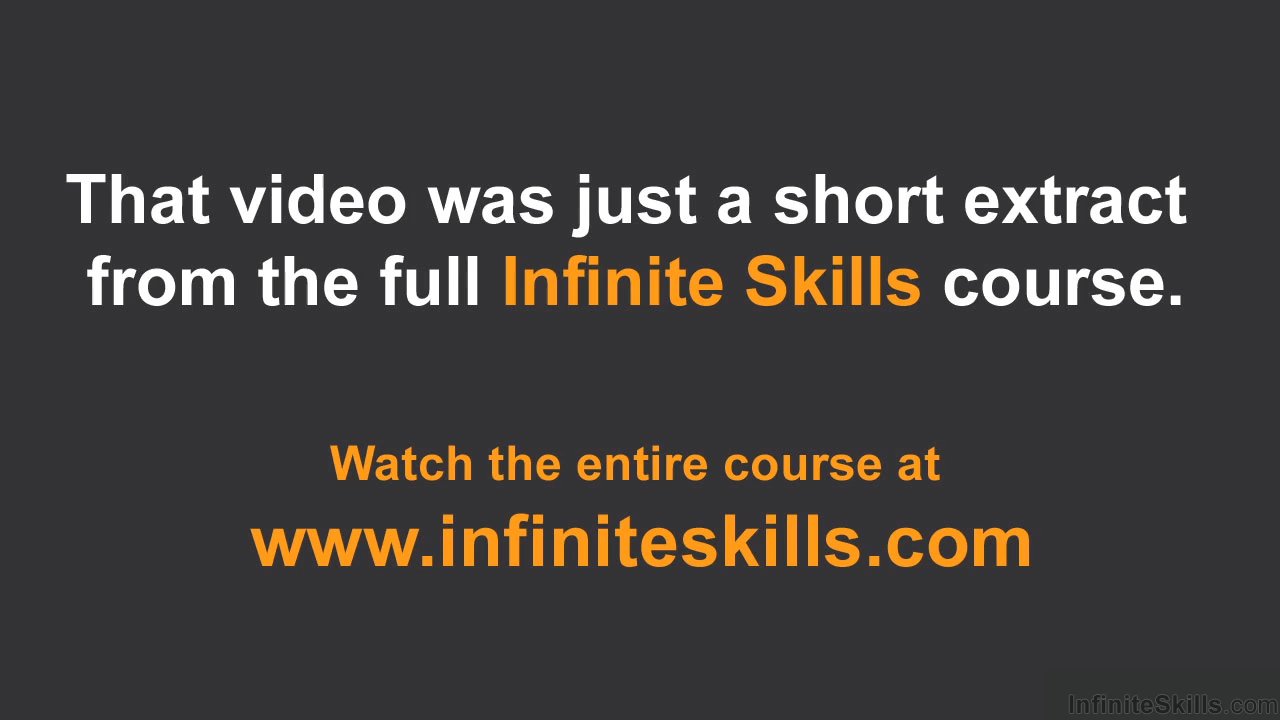 That video was just a short extract
from the full Infinite Skills course.
Watch the entire course at
www.infiniteskills.com
InfiniteSkills.com